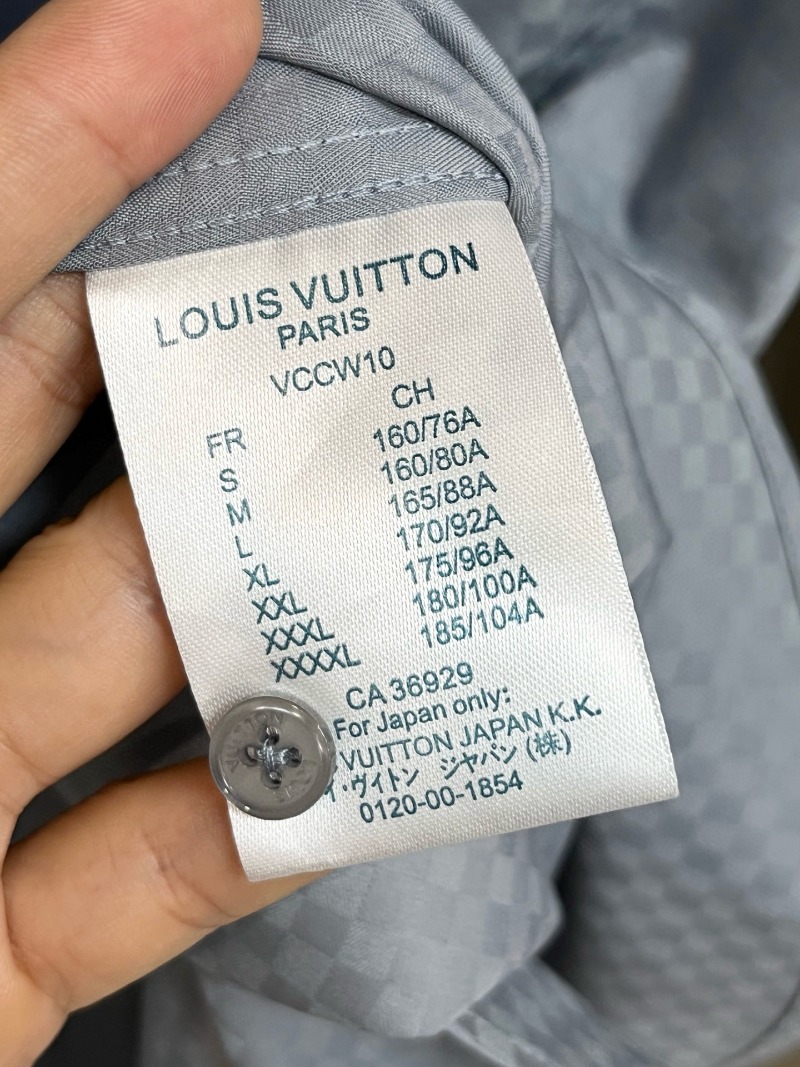 LOUIS VUITTON
PARIS
VCCW10
FR CH
S 160/76A
M 160/80A
L 165/88A
XL 170/92A
XXL 175/96A
XXXL 180/100A
XXXXL 185/104A
CA 36929
For Japan only:
VUITTON JAPAN K.K.
イ・ヴィトン ジャパン (株)
0120-00-1854